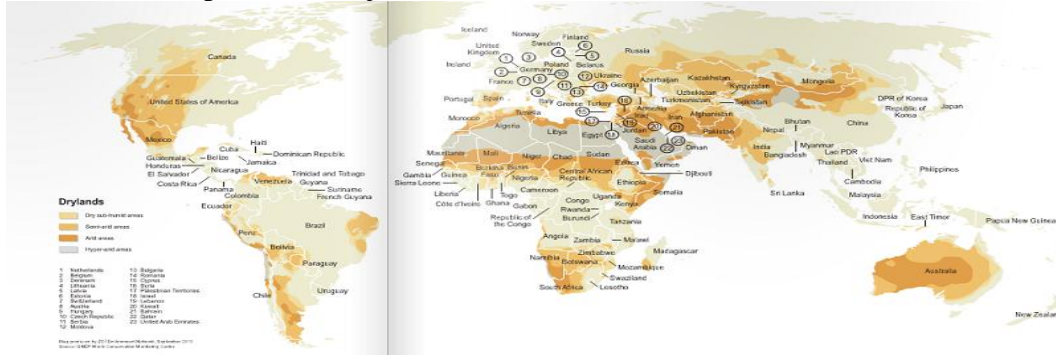 Iceland
Norway
Finland
Sweden
United
Kingdom
Russia
Canada
Ireland
Poland
Belarus
Germany
Ukraine
France
Georgia
Azerbaijan
Kazakhstan
Mongolia
United States of America
Portugal
Spain
Italy
Greece
Turkey
Armenia
Uzbekistan
Kyrgyzstan
Turkmenistan
Tajikistan
DPR of Korea
Republic of
Korea
Japan
Morocco
Tunisia
Iraq
Iran
Afghanistan
China
Mexico
Algeria
Libya
Egypt
Jordan
Pakistan
Nepal
Bhutan
Cuba
Haiti
Dominican Republic
Saudi
Arabia
Oman
India
Bangladesh
Myanmar
Lao PDR
Viet Nam
Thailand
Philippines
Guatemala
Belize
Jamaica
Honduras
El Salvador
Nicaragua
Mauritania
Mali
Niger
Chad
Sudan
Eritrea
Yemen
Djibouti
Senegal
Gambia
Guinea
Burkina
Faso
Benin
Nigeria
Central African
Republic
Ethiopia
Somalia
Cambodia
Malaysia
Sri Lanka
Costa Rica
Panama
Trinidad and Tobago
Venezuela
Guyana
Suriname
French Guyana
Colombia
Sierra Leone
Liberia
Côte d'Ivoire
Togo
Ghana
Cameroon
Gabon
Congo
Uganda
Kenya
Rwanda
Burundi
Republic of
the Congo
Tanzania
Indonesia
East Timor
Papua New Guinea
Drylands
Dry sub-humid areas
Semi-arid areas
Arid areas
Hyper-arid areas
Ecuador
Peru
Brazil
Bolivia
Paraguay
Chile
Uruguay
Angola
Zambia
Malawi
Zimbabwe
Madagascar
Namibia
Botswana
Mozambique
Swaziland
South Africa
Lesotho
Australia
New Zealan
1 Netherlands
2 Belgium
3 Denmark
4 Lithuania
5 Latvia
6 Estonia
7 Switzerland
8 Austria
9 Hungary
10 Czech Republic
11 Serbia
12 Moldova
13 Bulgaria
14 Romania
15 Cyprus
16 Syria
17 Palestinian Territories
18 Israel
19 Lebanon
20 Kuwait
21 Bahrain
22 Qatar
23 United Arab Emirates